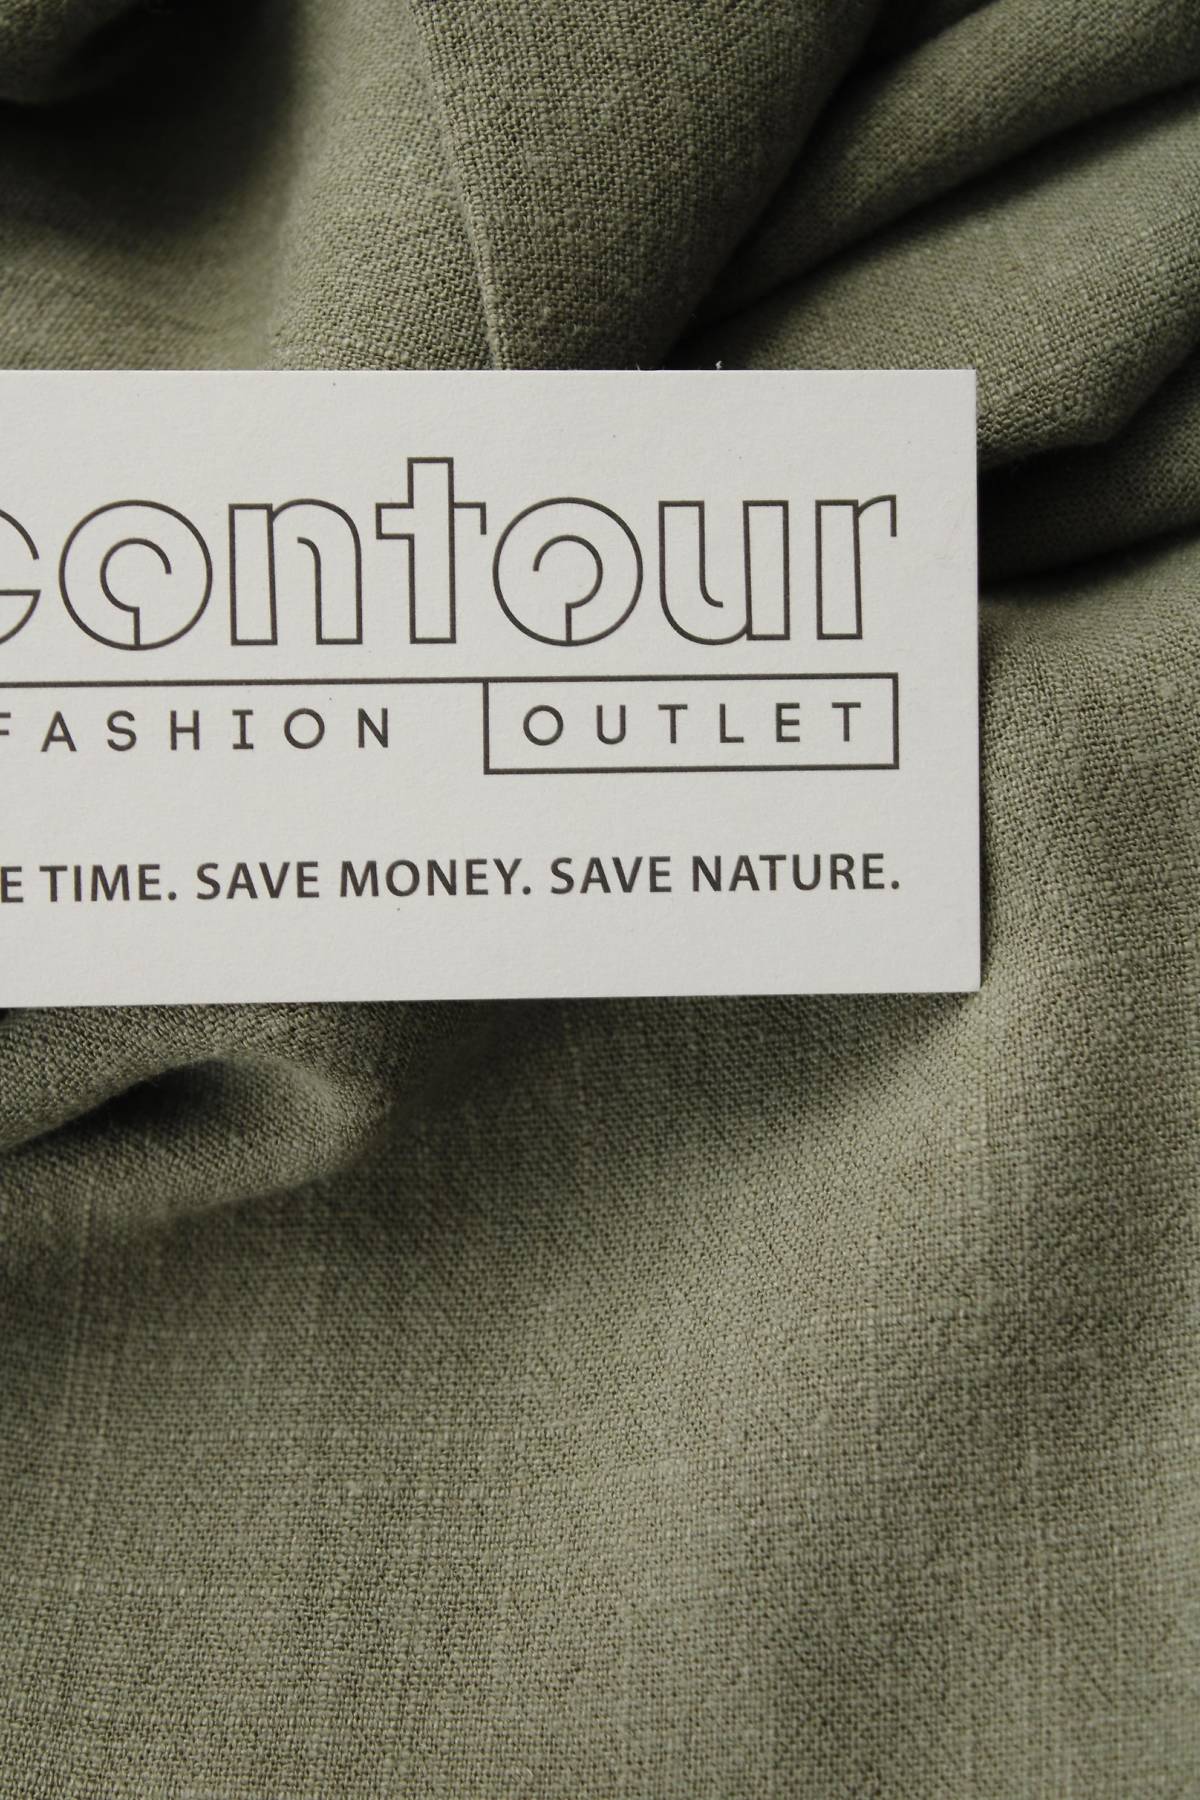 contour
FASHION OUTLET
E TIME. SAVE MONEY. SAVE NATURE.